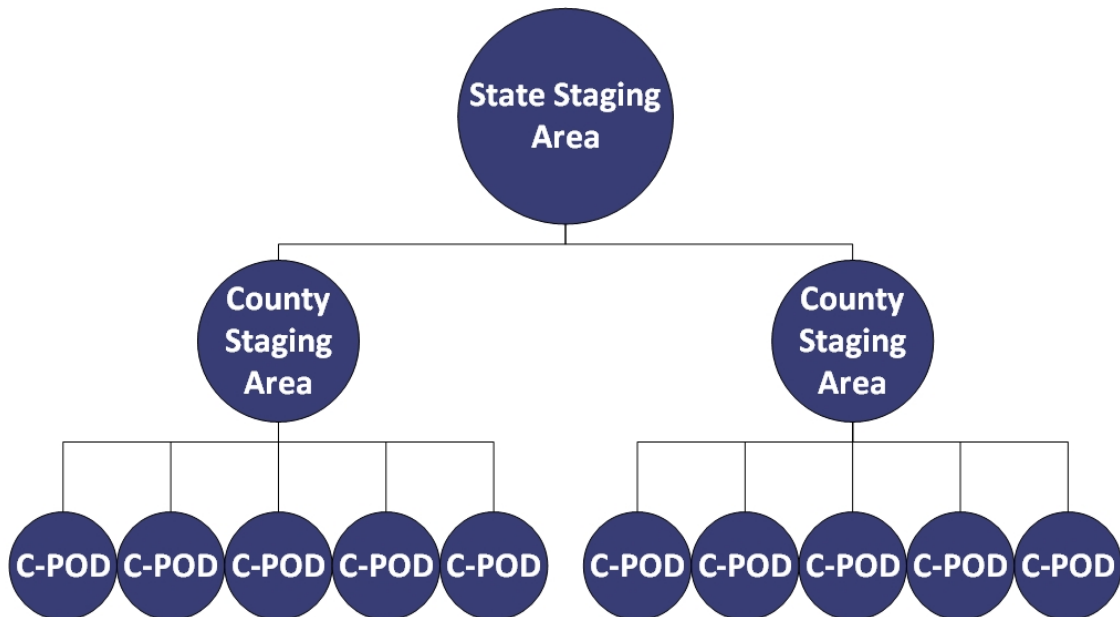 State Staging
Area
County
Staging
Area
County
Staging
Area
C-POD C-POD C-POD C-POD C-POD C-POD C-POD C-POD C-POD C-POD